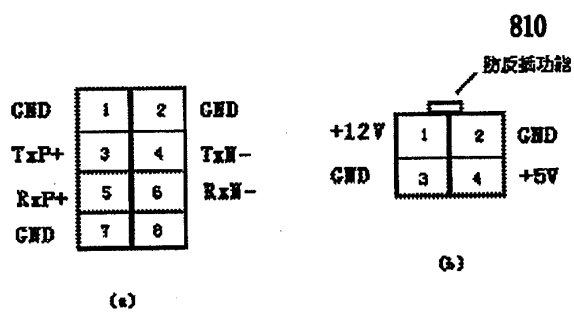 810
防反插功能
GND 1 2 GND
TxP+ 3 4 TxN-
RxP+ 5 6 RxN-
GND 7 8
(a)
+12V 1 2 GND
GND 3 4 +5V
(b)